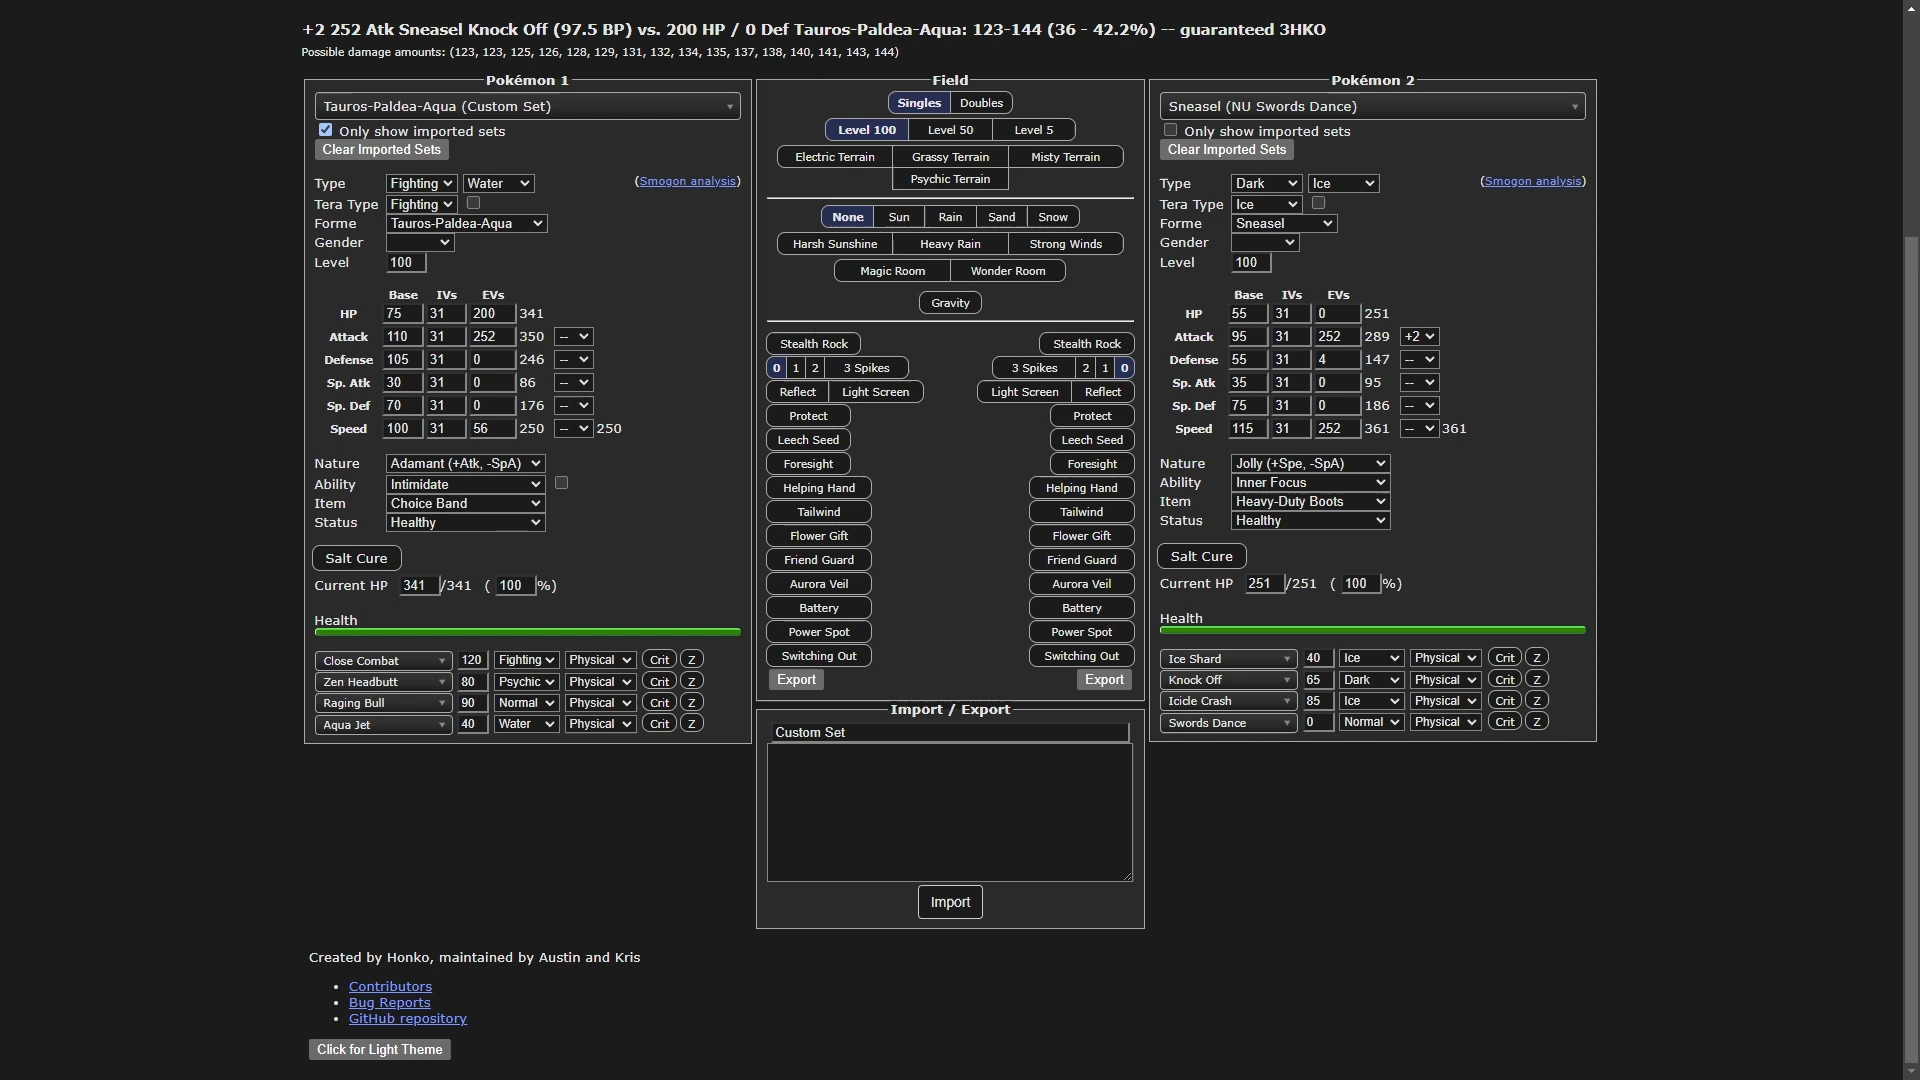 +2 252 Atk Sneasel Knock Off (97.5 BP) vs. 200 HP / 0 Def Tauros-Paldea-Aqua: 123-144 (36 - 42.2%) -- guaranteed 3HKO
Possible damage amounts: (123, 123, 125, 126, 128, 129, 131, 132, 134, 135, 137, 138, 140, 141, 143, 144)
Pokémon 1
Tauros-Paldea-Aqua (Custom Set)
Only show imported sets
Clear Imported Sets
Type Fighting Water (Smogon analysis)
Tera Type Fighting
Forme Tauros-Paldea-Aqua
Gender
Level 100
Base IVs EVs
HP 75 31 200 341
Attack 110 31 252 350 --
Defense 105 31 0 246 --
Sp. Atk 30 31 0 86 --
Sp. Def 70 31 0 176 --
Speed 100 31 56 250 -- 250
Nature Adamant (+Atk, -SpA)
Ability Intimidate
Item Choice Band
Status Healthy
Salt Cure
Current HP 341/341 ( 100 %)
Health
Close Combat 120 Fighting Physical Crit Z
Zen Headbutt 80 Psychic Physical Crit Z
Raging Bull 90 Normal Physical Crit Z
Aqua Jet 40 Water Physical Crit Z
Field
Singles Doubles
Level 100 Level 50 Level 5
Electric Terrain Grassy Terrain Misty Terrain
Psychic Terrain
None Sun Rain Sand Snow
Harsh Sunshine Heavy Rain Strong Winds
Magic Room Wonder Room
Gravity
Stealth Rock Stealth Rock
0 1 2 3 Spikes 3 Spikes 2 1 0
Reflect Light Screen Light Screen Reflect
Protect Protect
Leech Seed Leech Seed
Foresight Foresight
Helping Hand Helping Hand
Tailwind Tailwind
Flower Gift Flower Gift
Friend Guard Friend Guard
Aurora Veil Aurora Veil
Battery Battery
Power Spot Power Spot
Switching Out Switching Out
Export Export
Import / Export
Custom Set
Import
Pokémon 2
Sneasel (NU Swords Dance)
Only show imported sets
Clear Imported Sets
Type Dark Ice (Smogon analysis)
Tera Type Ice
Forme Sneasel
Gender
Level 100
Base IVs EVs
HP 55 31 0 251
Attack 95 31 252 289 +2
Defense 55 31 4 147 --
Sp. Atk 35 31 0 95 --
Sp. Def 75 31 0 186 --
Speed 115 31 252 361 -- 361
Nature Jolly (+Spe, -SpA)
Ability Inner Focus
Item Heavy-Duty Boots
Status Healthy
Salt Cure
Current HP 251/251 ( 100 %)
Health
Ice Shard 40 Ice Physical Crit Z
Knock Off 65 Dark Physical Crit Z
Icicle Crash 85 Ice Physical Crit Z
Swords Dance 0 Normal Physical Crit Z
Created by Honko, maintained by Austin and Kris
• Contributors
• Bug Reports
• GitHub repository
Click for Light Theme